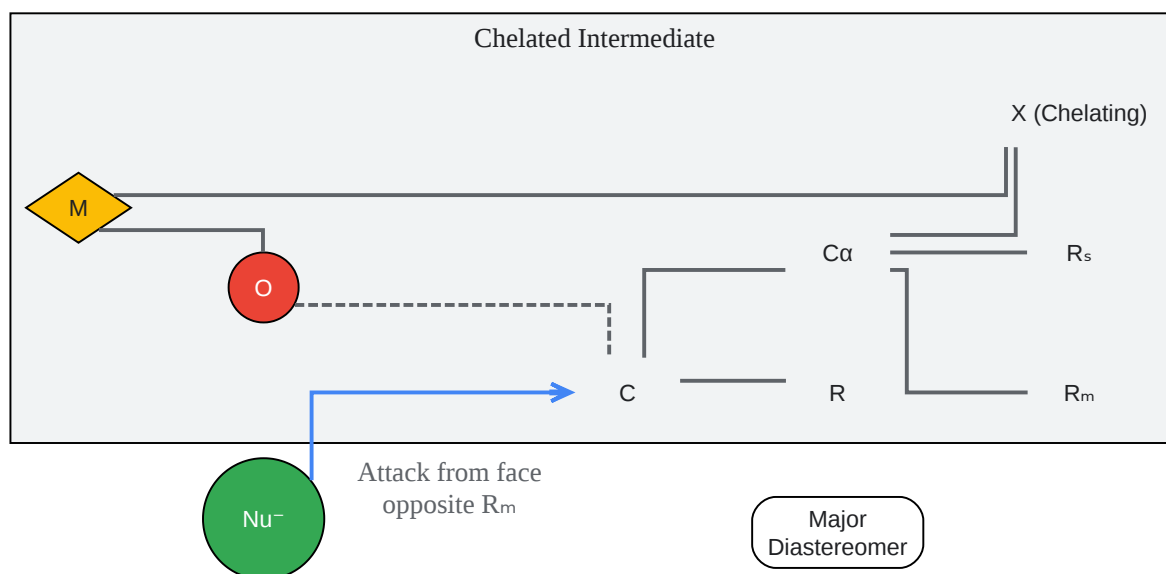 Chelated Intermediate
X (Chelating)
M
Cα
Rₛ
O
C
R
Rₘ
Attack from face
opposite Rₘ
Nu⁻
Major
Diastereomer